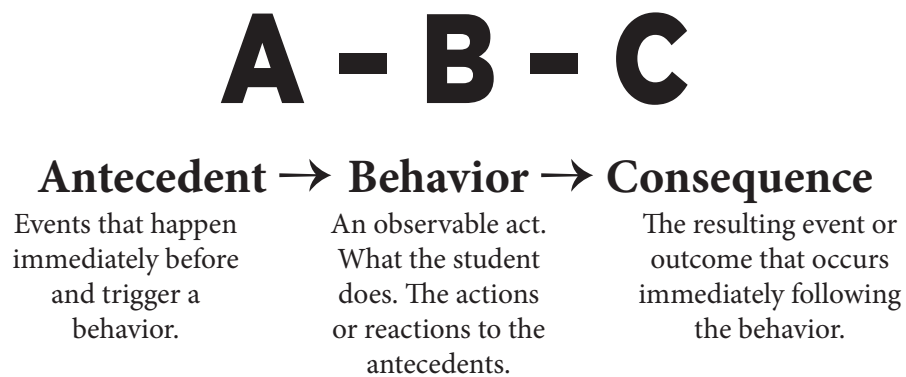 A - B - C
Antecedent → Behavior → Consequence
Events that happen
immediately before
and trigger a
behavior.
An observable act.
What the student
does. The actions
or reactions to the
antecedents.
The resulting event or
outcome that occurs
immediately following
the behavior.